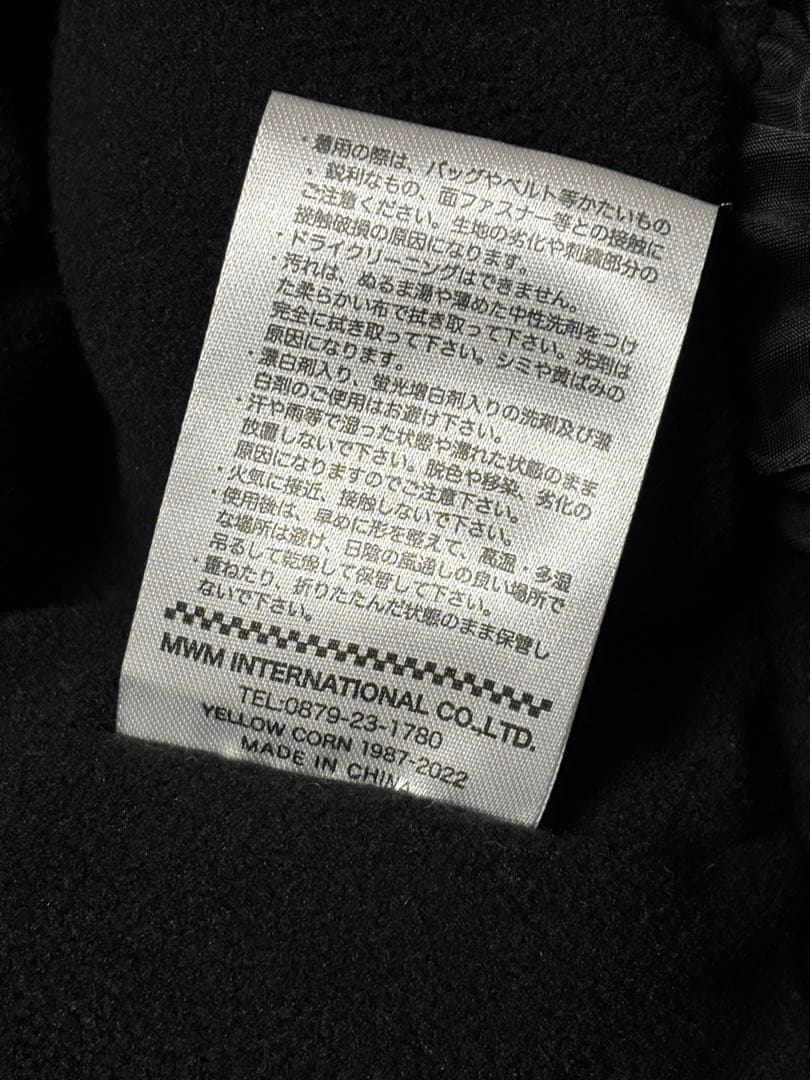 ・着用の際は、バッグやベルト等かたいもの
、鋭利なもの、面ファスナー等との接触に
ご注意ください。生地の劣化や刺繍部分の
接触破損の原因になります。
・ドライクリーニングはできません。
・汚れは、ぬるま湯や薄めた中性洗剤をつけ
た柔らかい布で拭き取って下さい。洗剤は
完全に拭き取って下さい。シミや黄ばみの
原因になります。
・漂白剤入り、蛍光増白剤入りの洗剤及び漂
白剤のご使用はお避け下さい。
・汗や雨等で湿った状態や濡れた状態のまま
放置しないで下さい。脱色や移染、劣化の
原因になりますのでご注意下さい。
・火気に接近、接触しないで下さい。
・使用後は、早めに形を整えて、高温・多湿
な場所は避け、日陰の風通しの良い場所で
吊るして乾燥して保管して下さい。
・重ねたり、折りたたんだ状態のまま保管し
ないで下さい。
MWM INTERNATIONAL CO.,LTD.
TEL:0879-23-1780
YELLOW CORN 1987-2022
MADE IN CHINA